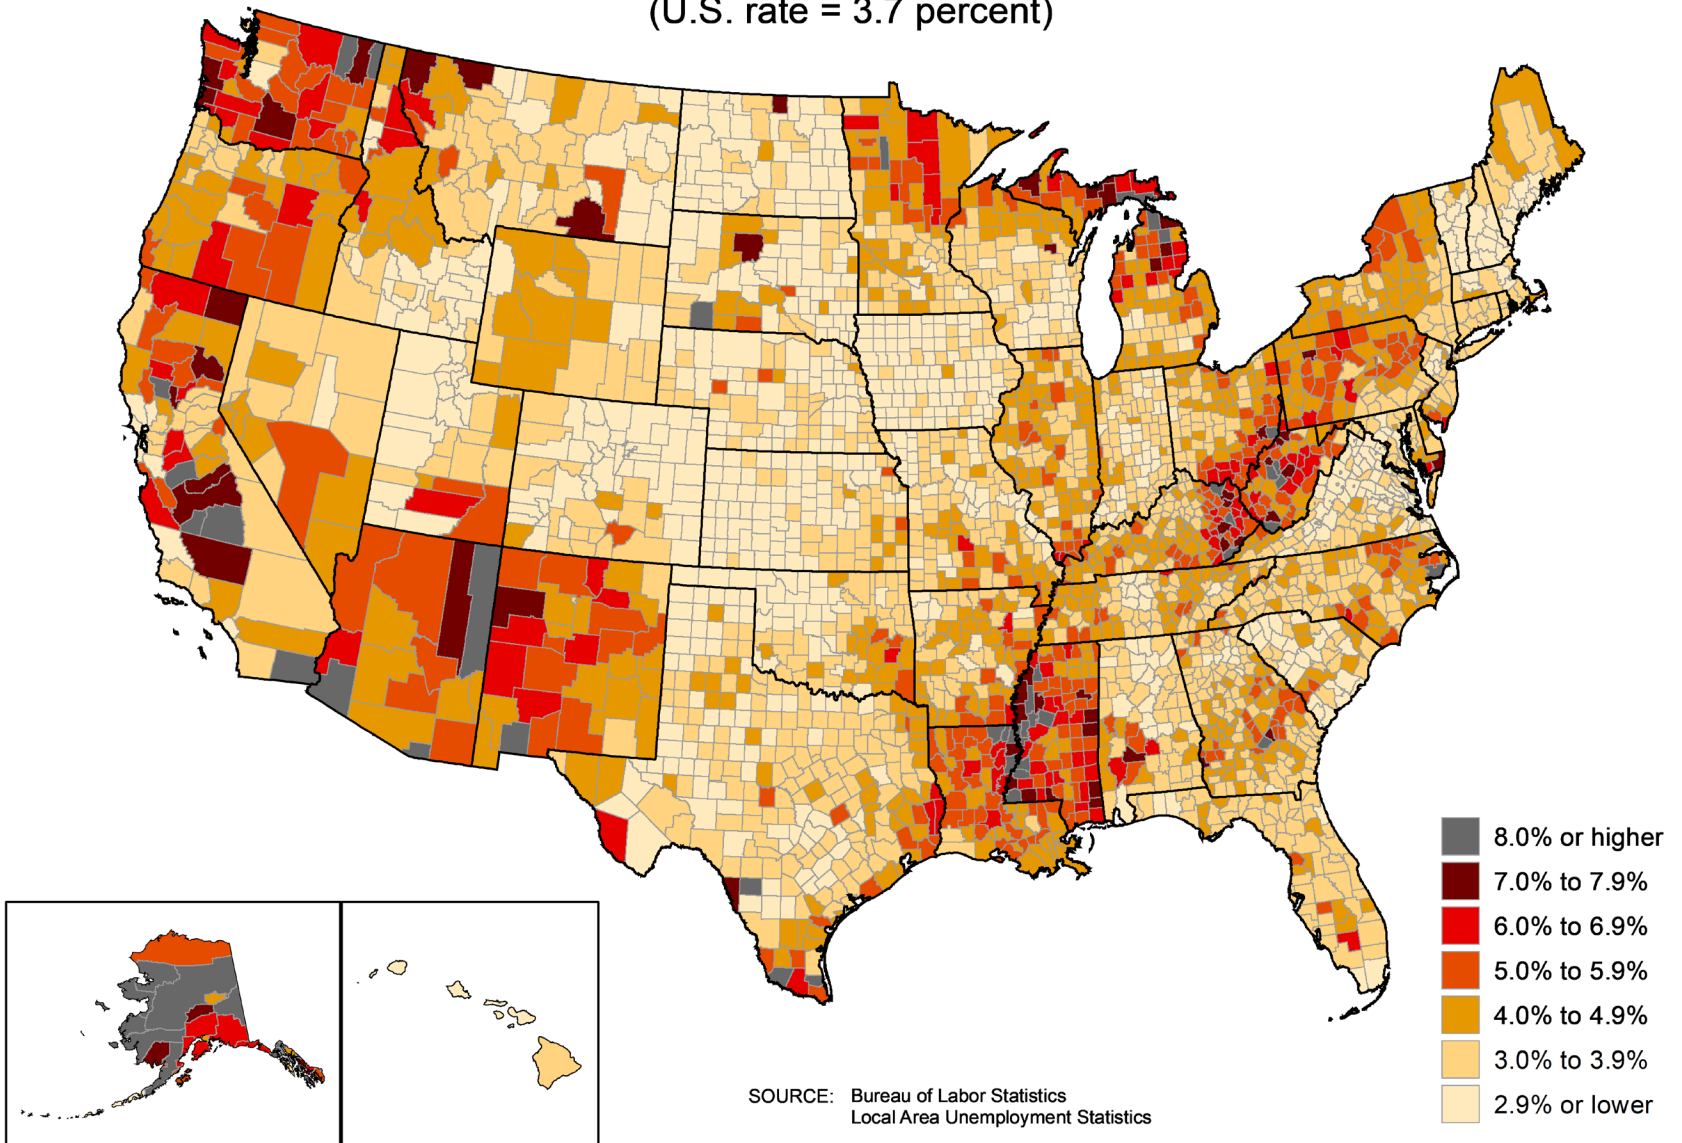 (U.S. rate = 3.7 percent)
8.0% or higher
7.0% to 7.9%
6.0% to 6.9%
5.0% to 5.9%
4.0% to 4.9%
3.0% to 3.9%
2.9% or lower
SOURCE: Bureau of Labor Statistics
Local Area Unemployment Statistics